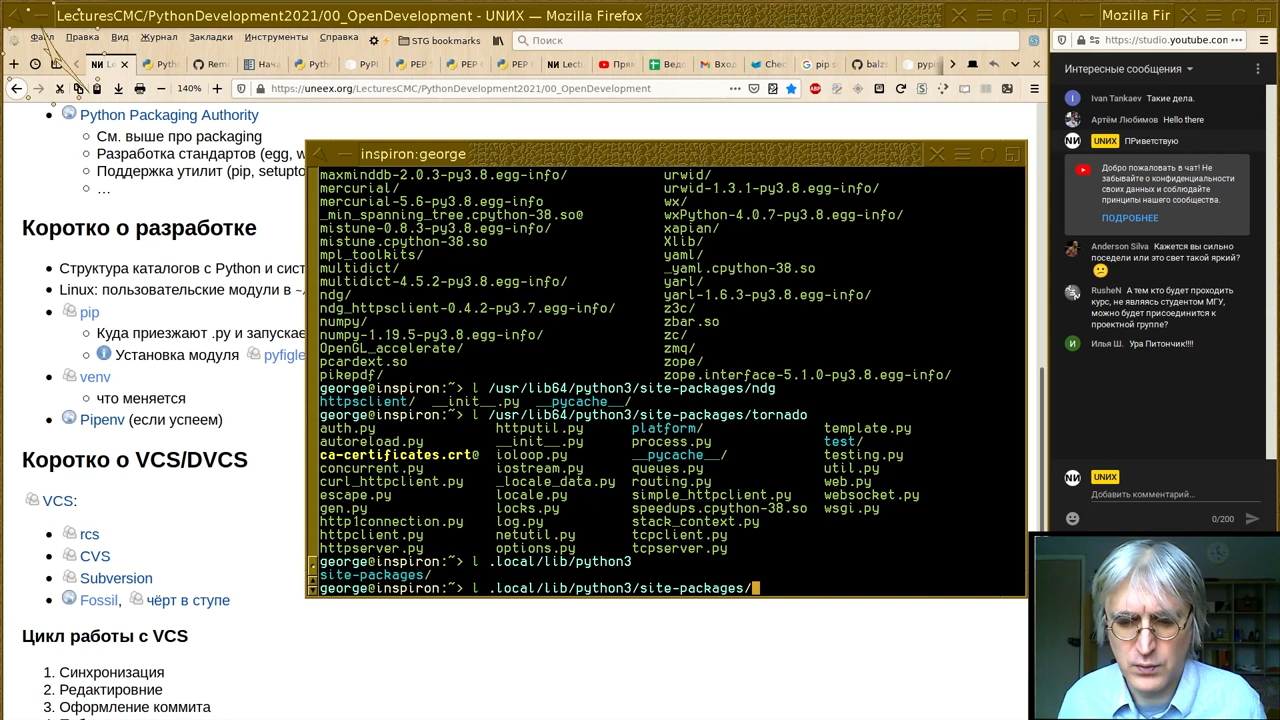 LecturesCMC/PythonDevelopment2021/00_OpenDevelopment - UNИX — Mozilla Firefox
Файл Правка Вид Журнал Закладки Инструменты Справка STG bookmarks Поиск
140% https://uneex.org/LecturesCMC/PythonDevelopment2021/00_OpenDevelopment
Python Packaging Authority
См. выше про packaging
Разработка стандартов (egg, w
Поддержка утилит (pip, setupto
…
Коротко о разработке
Структура каталогов с Python и сист
Linux: пользовательские модули в ~
pip
Куда приезжают .py и запускае
Установка модуля pyfigle
venv
что меняется
Pipenv (если успеем)
Коротко о VCS/DVCS
VCS:
rcs
CVS
Subversion
Fossil, чёрт в ступе
Цикл работы с VCS
1. Синхронизация
2. Редактирование
3. Оформление коммита
inspiron:george
maxminddb-2.0.3-py3.8.egg-info/ urwid/
mercurial/ urwid-1.3.1-py3.8.egg-info/
mercurial-5.6-py3.8.egg-info wx/
_min_spanning_tree.cpython-38.so@ wxPython-4.0.7-py3.8.egg-info/
mistune-0.8.3-py3.8.egg-info/ xapian/
mistune.cpython-38.so Xlib/
mpl_toolkits/ yaml/
multidict/ _yaml.cpython-38.so
multidict-4.5.2-py3.8.egg-info/ yarl/
ndg/ yarl-1.6.3-py3.8.egg-info/
ndg_httpsclient-0.4.2-py3.7.egg-info/ z3c/
numpy/ zbar.so
numpy-1.19.5-py3.8.egg-info/ zc/
OpenGL_accelerate/ zmq/
pcardext.so zope/
pikepdf/ zope.interface-5.1.0-py3.8.egg-info/
george@inspiron:~> l /usr/lib64/python3/site-packages/ndg
httpsclient/ __init__.py __pycache__/
george@inspiron:~> l /usr/lib64/python3/site-packages/tornado
auth.py httputil.py platform/ template.py
autoreload.py __init__.py process.py test/
ca-certificates.crt@ ioloop.py __pycache__/ testing.py
concurrent.py iostream.py queues.py util.py
curl_httpclient.py _locale_data.py routing.py web.py
escape.py locale.py simple_httpclient.py websocket.py
gen.py locks.py speedups.cpython-38.so wsgi.py
http1connection.py log.py stack_context.py
httpclient.py netutil.py tcpclient.py
httpserver.py options.py tcpserver.py
george@inspiron:~> l .local/lib/python3
site-packages/
george@inspiron:~> l .local/lib/python3/site-packages/
Mozilla Fir
https://studio.youtube.con
Интересные сообщения
Ivan Tankaev Такие дела.
Артём Любимов Hello there
UNИX ПРиветствую
Добро пожаловать в чат! Не
забывайте о конфиденциальности
своих данных и соблюдайте
принципы нашего сообщества.
ПОДРОБНЕЕ
Anderson Silva Кажется вы сильно
поседели или это свет такой яркий?
RusheN А тем кто будет проходить
курс, не являясь студентом МГУ,
можно будет присоединится к
проектной группе?
Илья Ш. Ура Питончик!!!!
UNИX
Добавить комментарий...
0/200